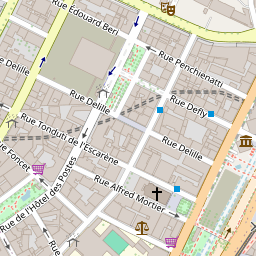 Rue Édouard Béri
Rue Penchienatti
Rue Delille
Rue Delille
Rue Defly
Rue Tonduti de l'Escarène
Rue Delille
Rue Foncet
Rue de l'Hôtel des Postes
Rue Alfred Mortier